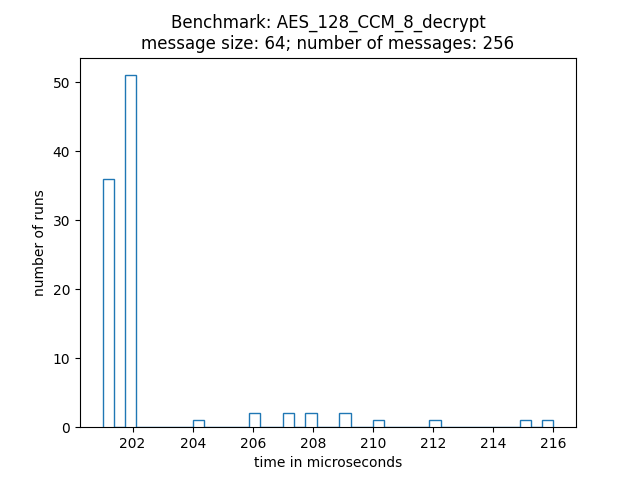 Benchmark: AES_128_CCM_8_decrypt
message size: 64; number of messages: 256
50
40
30
20
10
0
number of runs
202 204 206 208 210 212 214 216
time in microseconds